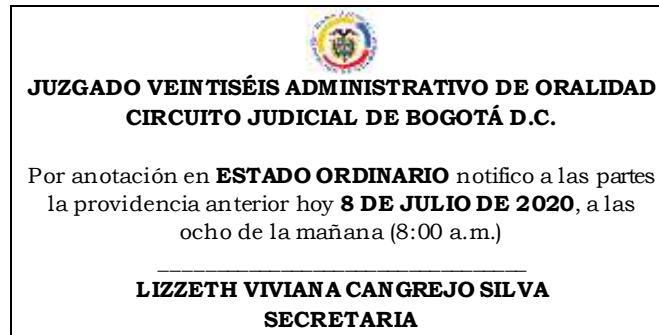 JUZGADO VEINTISÉIS ADMINISTRATIVO DE ORALIDAD
CIRCUITO JUDICIAL DE BOGOTÁ D.C.
Por anotación en ESTADO ORDINARIO notifico a las partes
la providencia anterior hoy 8 DE JULIO DE 2020, a las
ocho de la mañana (8:00 a.m.)
LIZZETH VIVIANA CANGREJO SILVA
SECRETARIA